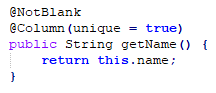 @NotBlank
@Column(unique = true)
public String getName() {
    return this.name;
}